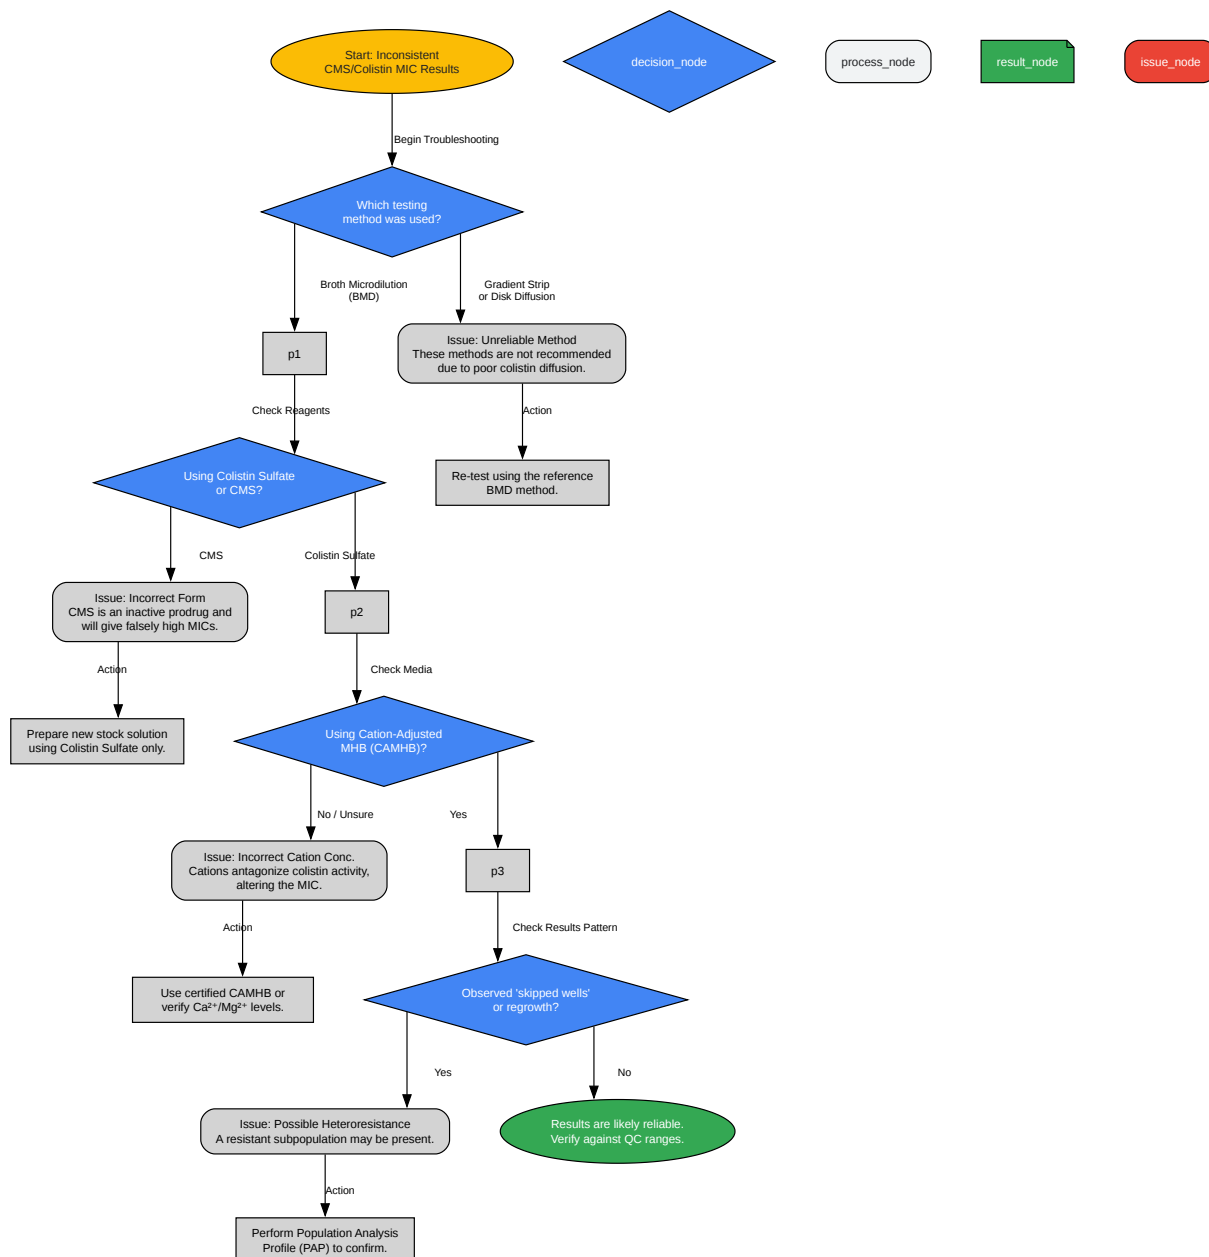 Start: Inconsistent
CMS/Colistin MIC Results
decision_node
process_node
result_node
issue_node
Begin Troubleshooting
Which testing
method was used?
Broth Microdilution
(BMD)
Gradient Strip
or Disk Diffusion
p1
Issue: Unreliable Method
These methods are not recommended
due to poor colistin diffusion.
Check Reagents
Action
Using Colistin Sulfate
or CMS?
Re-test using the reference
BMD method.
CMS
Colistin Sulfate
Issue: Incorrect Form
CMS is an inactive prodrug and
will give falsely high MICs.
p2
Action
Check Media
Prepare new stock solution
using Colistin Sulfate only.
Using Cation-Adjusted
MHB (CAMHB)?
No / Unsure
Yes
Issue: Incorrect Cation Conc.
Cations antagonize colistin activity,
altering the MIC.
p3
Action
Check Results Pattern
Use certified CAMHB or
verify Ca²⁺/Mg²⁺ levels.
Observed 'skipped wells'
or regrowth?
Yes
No
Issue: Possible Heteroresistance
A resistant subpopulation may be present.
Results are likely reliable.
Verify against QC ranges.
Action
Perform Population Analysis
Profile (PAP) to confirm.